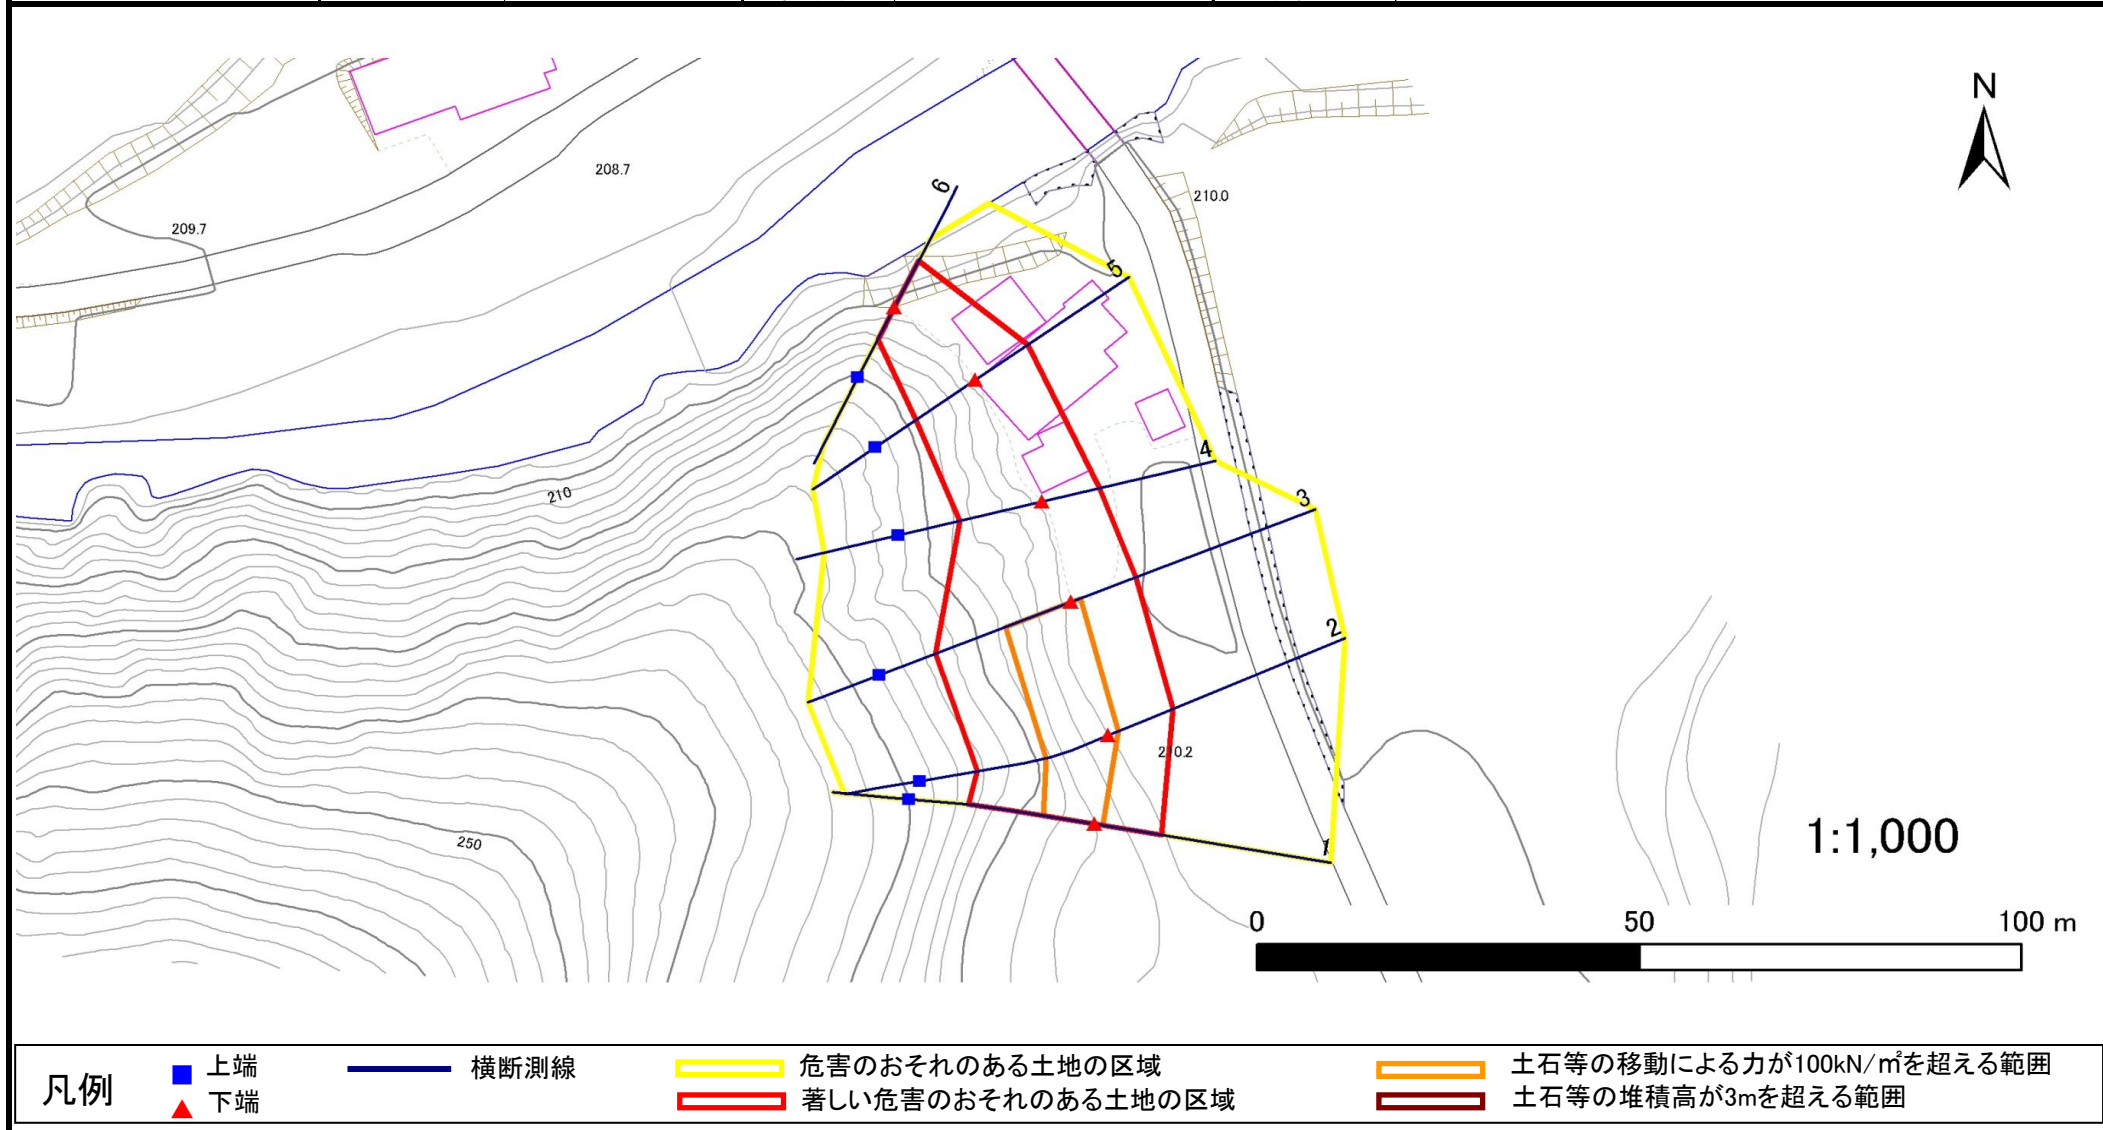 N
208.7
210.0
209.7
6
5
4
3
2
1
210
210.2
250
1:1,000
0 50 100 m
凡例
上端
下端
横断測線
危害のおそれのある土地の区域
著しい危害のおそれのある土地の区域
土石等の移動による力が100kN/㎡を超える範囲
土石等の堆積高が3mを超える範囲